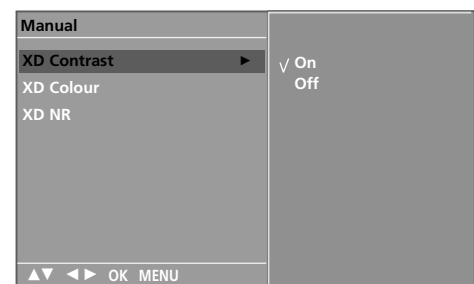 Manual
XD Contrast ►
XD Colour
XD NR
√ On
Off
▲▼ ◄► OK MENU